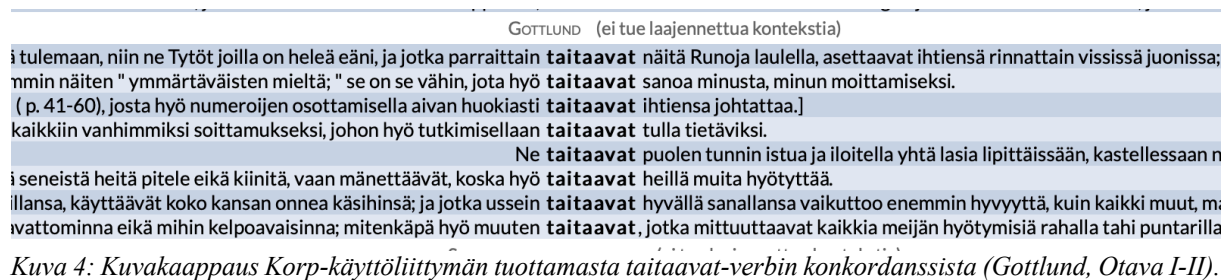 GOTTLUND (ei tue laajennettua kontekstia)
tulemaan, niin ne Tytöt joilla on heleä eäni, ja jotka parraittain taitaavat näitä Runoja laulella, asettaavat ihtiensä rinnattain vississä juonissa;
mmin näiten " ymmärtäväisten mieltä; " se on se vähin, jota hyö taitaavat sanoa minusta, minun moittamiseksi.
( p. 41-60), josta hyö numeroijen osottamisella aivan huokiasti taitaavat ihtiensa johtattaa.]
kaikkiin vanhimmiksi soittamukseksi, johon hyö tutkimisellaan taitaavat tulla tietäviksi.
Ne taitaavat puolen tunnin istua ja iloitella yhtä lasia lipittäissään, kastellessaan
seneistä heitä pitele eikä kiinitä, vaan mänettäävät, koska hyö taitaavat heillä muita hyötyttää.
illansa, käyttäävät koko kansan onnea käsihinsä; ja jotka ussein taitaavat hyvällä sanallansa vaikuttoo enemmin hyvyyttä, kuin kaikki muut,
avattominna eikä mihin kelpoavaisinna; mitenkäpä hyö muuten taitaavat, jotka mittuuttaavat kaikkia meijän hyötymisiä rahalla tahi puntarilla
Kuva 4: Kuvakaappaus Korp-käyttöliittymän tuottamasta taitaavat-verbin konkordanssista (Gottlund, Otava I-II).